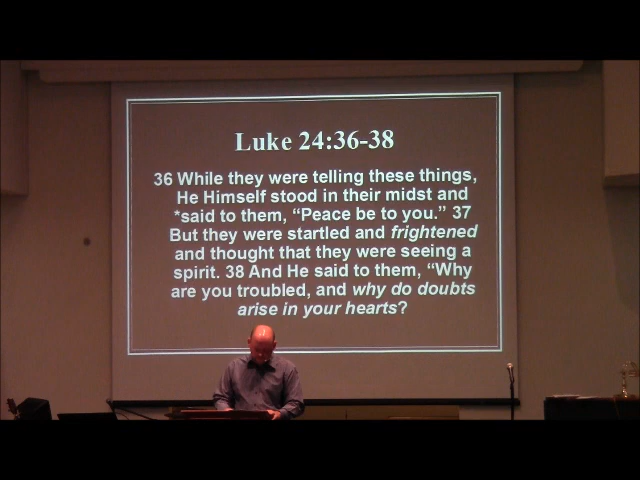 Luke 24:36-38
36 While they were telling these things,
He Himself stood in their midst and
*said to them, “Peace be to you.” 37
But they were startled and frightened
and thought that they were seeing a
spirit. 38 And He said to them, “Why
are you troubled, and why do doubts
arise in your hearts?